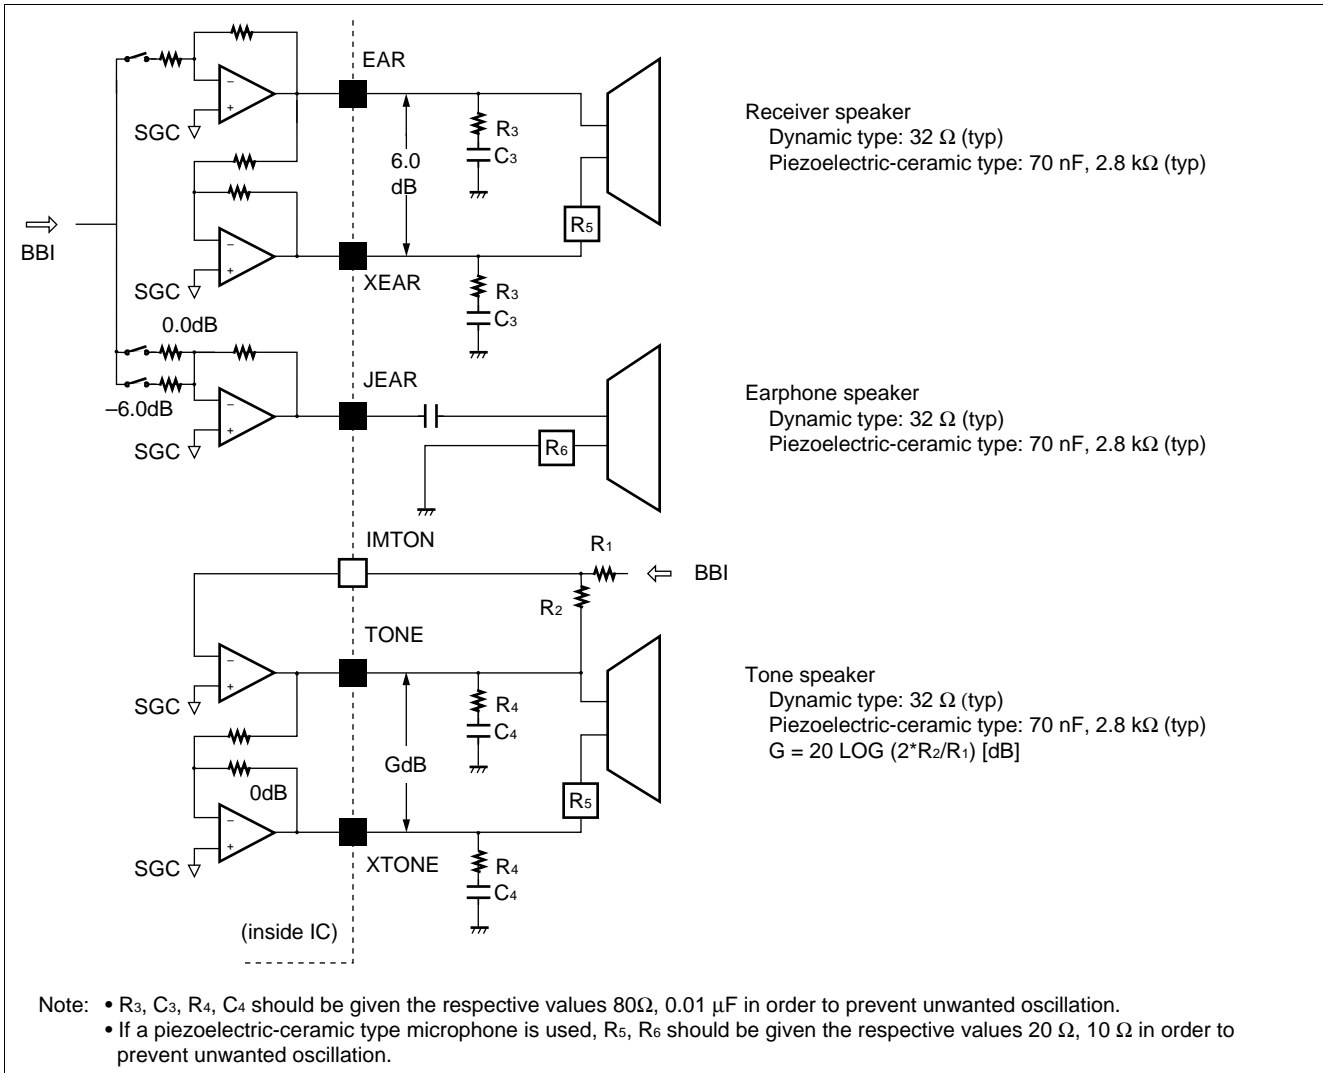 EAR
SGC
R3
C3
6.0
dB
Receiver speaker
Dynamic type: 32 Ω (typ)
Piezoelectric-ceramic type: 70 nF, 2.8 kΩ (typ)
BBI
R5
SGC
XEAR
R3
C3
0.0dB
JEAR
–6.0dB
SGC
R6
Earphone speaker
Dynamic type: 32 Ω (typ)
Piezoelectric-ceramic type: 70 nF, 2.8 kΩ (typ)
IMTON
R1
BBI
R2
TONE
SGC
R4
C4
GdB
Tone speaker
Dynamic type: 32 Ω (typ)
Piezoelectric-ceramic type: 70 nF, 2.8 kΩ (typ)
G = 20 LOG (2*R2/R1) [dB]
0dB
R5
SGC
XTONE
R4
C4
(inside IC)
Note: • R3, C3, R4, C4 should be given the respective values 80Ω, 0.01 µF in order to prevent unwanted oscillation.
• If a piezoelectric-ceramic type microphone is used, R5, R6 should be given the respective values 20 Ω, 10 Ω in order to
prevent unwanted oscillation.